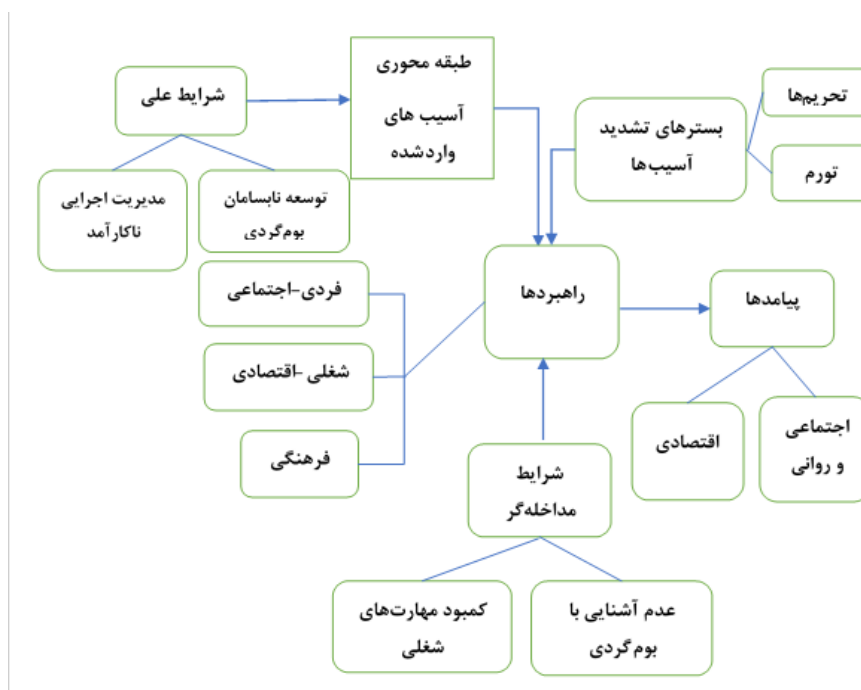 طبقه محوری
آسیب های
واردشده
شرایط علی
تحریم‌ها
بسترهای تشدید
آسیب‌ها
تورم
توسعه نابسامان
بوم‌گردی
مدیریت اجرایی
ناکارآمد
راهبردها
فردی-اجتماعی
پیامدها
شغلی -اقتصادی
فرهنگی
اجتماعی
و روانی
اقتصادی
شرایط
مداخله‌گر
عدم آشنایی با
بوم‌گردی
کمبود مهارت‌های
شغلی